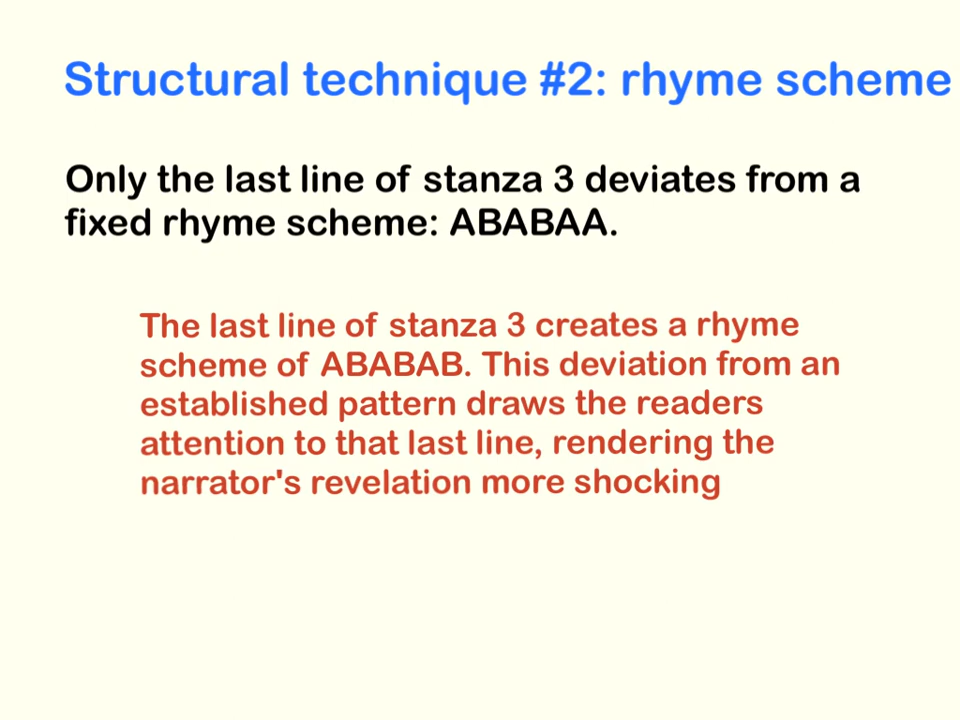 Structural technique #2: rhyme scheme
Only the last line of stanza 3 deviates from a
fixed rhyme scheme: ABABAA.
The last line of stanza 3 creates a rhyme
scheme of ABABAB. This deviation from an
established pattern draws the readers
attention to that last line, rendering the
narrator's revelation more shocking